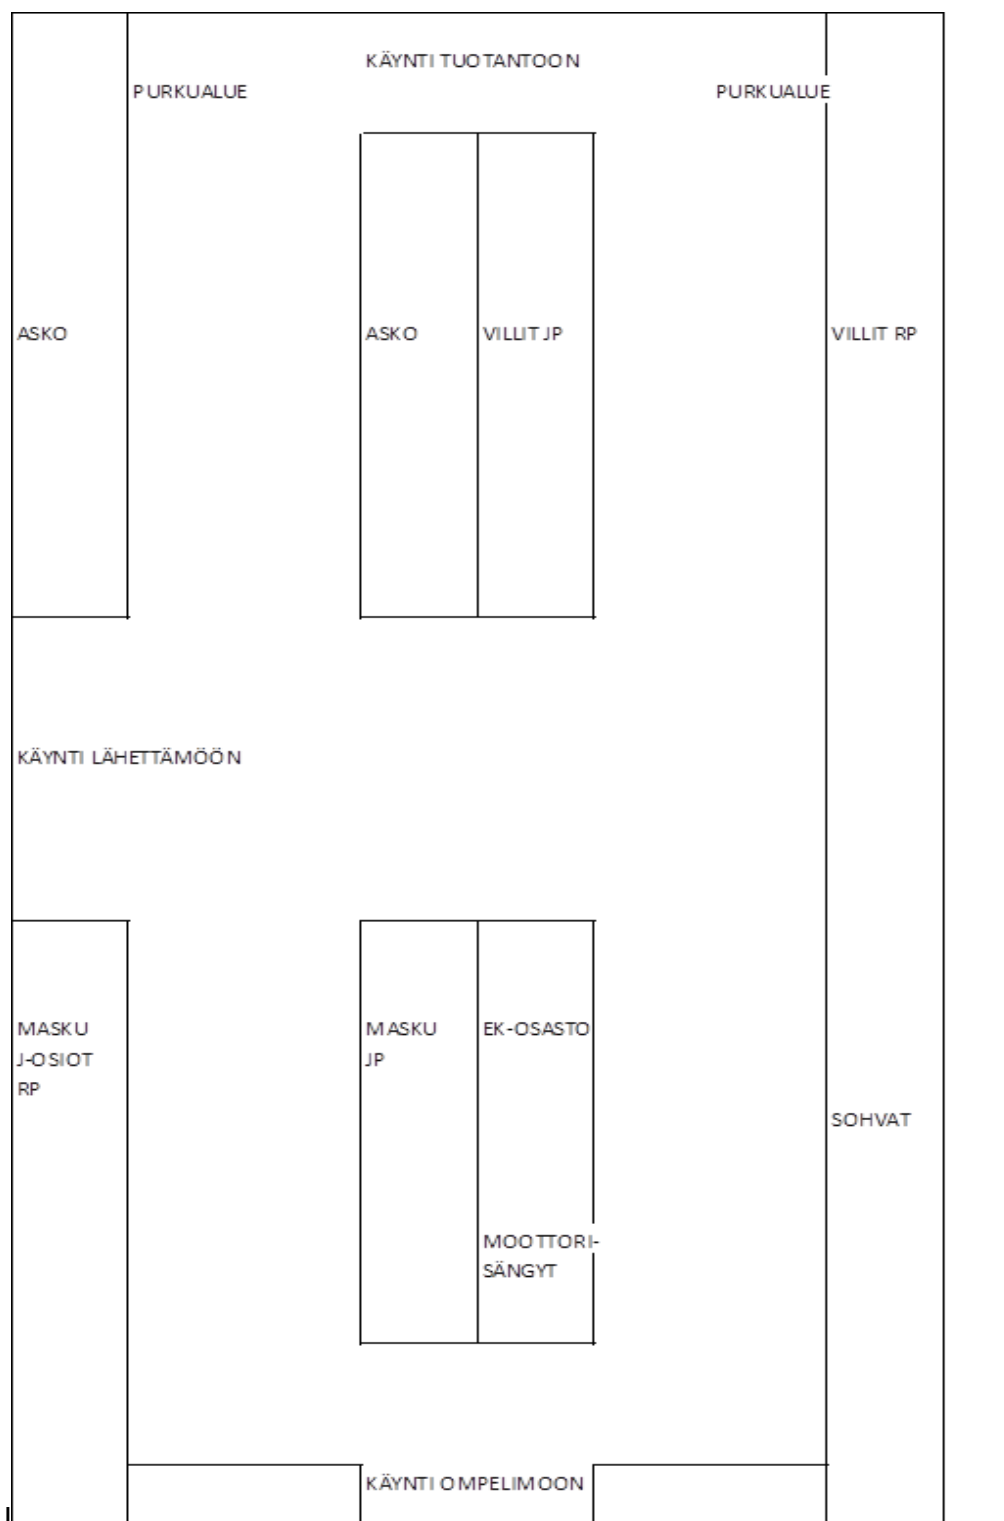 KÄYNTI TUOTANTOON
PURKUALUE
PURKUALUE
ASKO
ASKO
VILLIT JP
VILLIT RP
KÄYNTI LÄHETTÄMÖÖN
MASKU
J-OSIOT
RP
MASKU
JP
EK-OSASTO
SOHVAT
MOOTTORI-
SÄNGYT
KÄYNTI OMPELIMOON